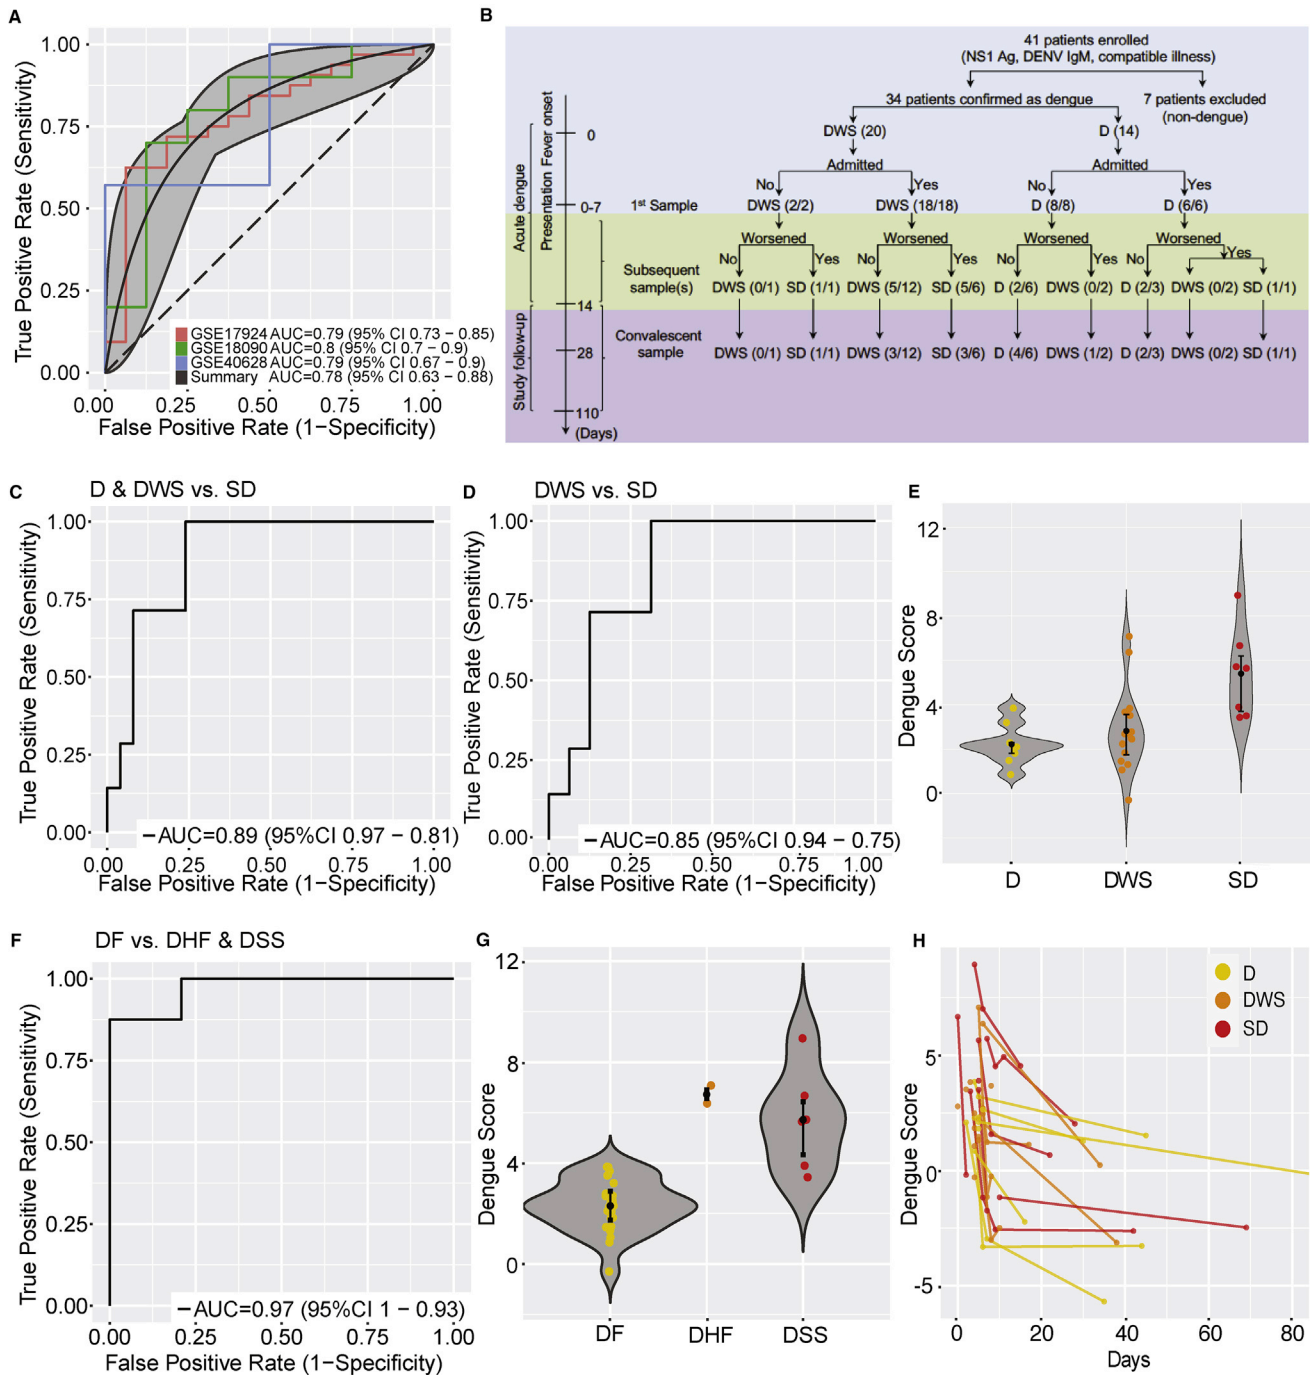 A
True Positive Rate (Sensitivity)
1.00
0.75
0.50
0.25
0.00
GSE17924 AUC=0.79 (95% CI 0.73 − 0.85)
GSE18090 AUC=0.8 (95% CI 0.7 − 0.9)
GSE40628 AUC=0.79 (95% CI 0.67 − 0.9)
Summary AUC=0.78 (95% CI 0.63 − 0.88)
0.00 0.25 0.50 0.75 1.00
False Positive Rate (1−Specificity)
B
41 patients enrolled
(NS1 Ag, DENV IgM, compatible illness)
34 patients confirmed as dengue
7 patients excluded
(non-dengue)
Fever onset
Presentation
Acute dengue
Study follow-up
0
0-7
14
28
110
(Days)
DWS (20) D (14)
Admitted Admitted
No Yes No Yes
1st Sample DWS (2/2) DWS (18/18) D (8/8) D (6/6)
Worsened Worsened Worsened Worsened
No Yes No Yes No Yes No Yes
Subsequent
sample(s)
DWS (0/1) SD (1/1) DWS (5/12) SD (5/6) D (2/6) DWS (0/2) D (2/3) DWS (0/2) SD (1/1)
Convalescent
sample
DWS (0/1) SD (1/1) DWS (3/12) SD (3/6) D (4/6) DWS (1/2) D (2/3) DWS (0/2) SD (1/1)
C
D & DWS vs. SD
True Positive Rate (Sensitivity)
1.00
0.75
0.50
0.25
0.00
AUC=0.89 (95%CI 0.97 − 0.81)
0.00 0.25 0.50 0.75 1.00
False Positive Rate (1−Specificity)
D
DWS vs. SD
True Positive Rate (Sensitivity)
1.00
0.75
0.50
0.25
0.00
AUC=0.85 (95%CI 0.94 − 0.75)
0.00 0.25 0.50 0.75 1.00
False Positive Rate (1−Specificity)
E
Dengue Score
12
8
4
0
D DWS SD
F
DF vs. DHF & DSS
True Positive Rate (Sensitivity)
1.00
0.75
0.50
0.25
0.00
AUC=0.97 (95%CI 1 − 0.93)
0.00 0.25 0.50 0.75 1.00
False Positive Rate (1−Specificity)
G
Dengue Score
12
8
4
0
DF DHF DSS
H
Dengue Score
5
0
-5
D
DWS
SD
0 20 40 60 80
Days